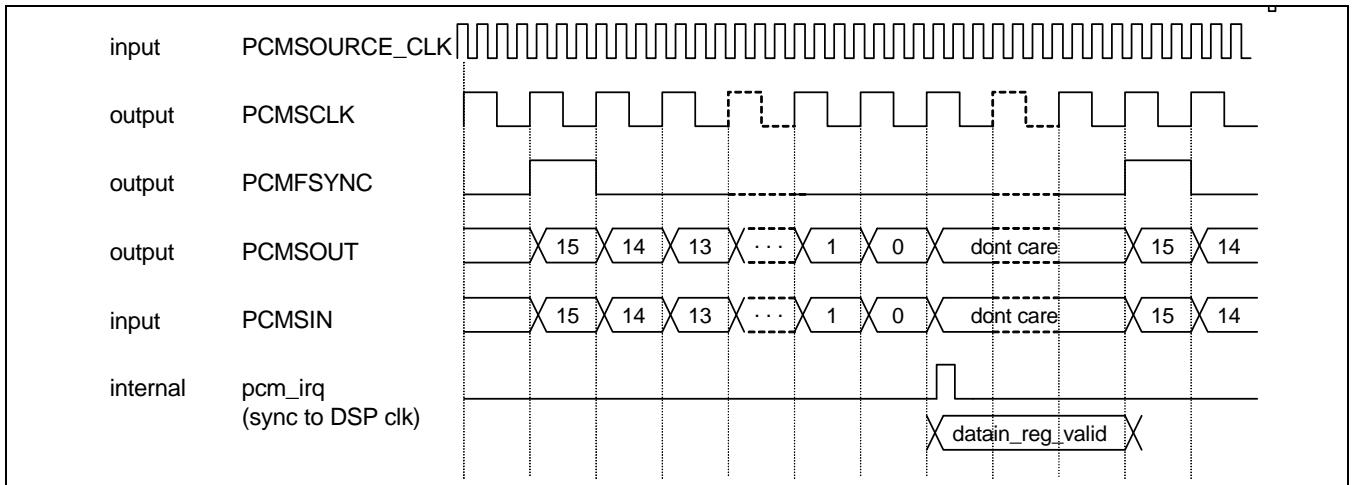 input PCMSOURCE_CLK
output PCMSCLK
output PCMFSYNC
output PCMSOUT 15 14 13 · · · 1 0 dont care 15 14
input PCMSIN 15 14 13 · · · 1 0 dont care 15 14
internal pcm_irq
(sync to DSP clk)
datain_reg_valid